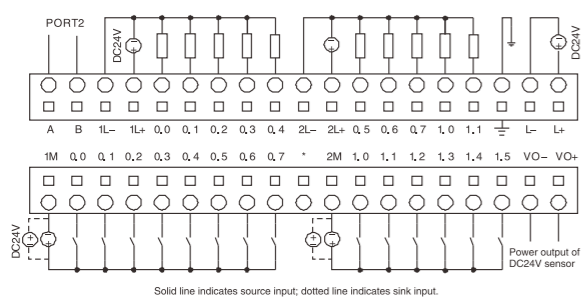 PORT2
DC24V
DC24V
A B 1L− 1L+ 0.0 0.1 0.2 0.3 0.4 2L− 2L+ 0.5 0.6 0.7 1.0 1.1 L− L+
1M 0.0 0.1 0.2 0.3 0.4 0.5 0.6 0.7 * 2M 1.0 1.1 1.2 1.3 1.4 1.5 VO− VO+
DC24V
Power output of
DC24V sensor
Solid line indicates source input; dotted line indicates sink input.